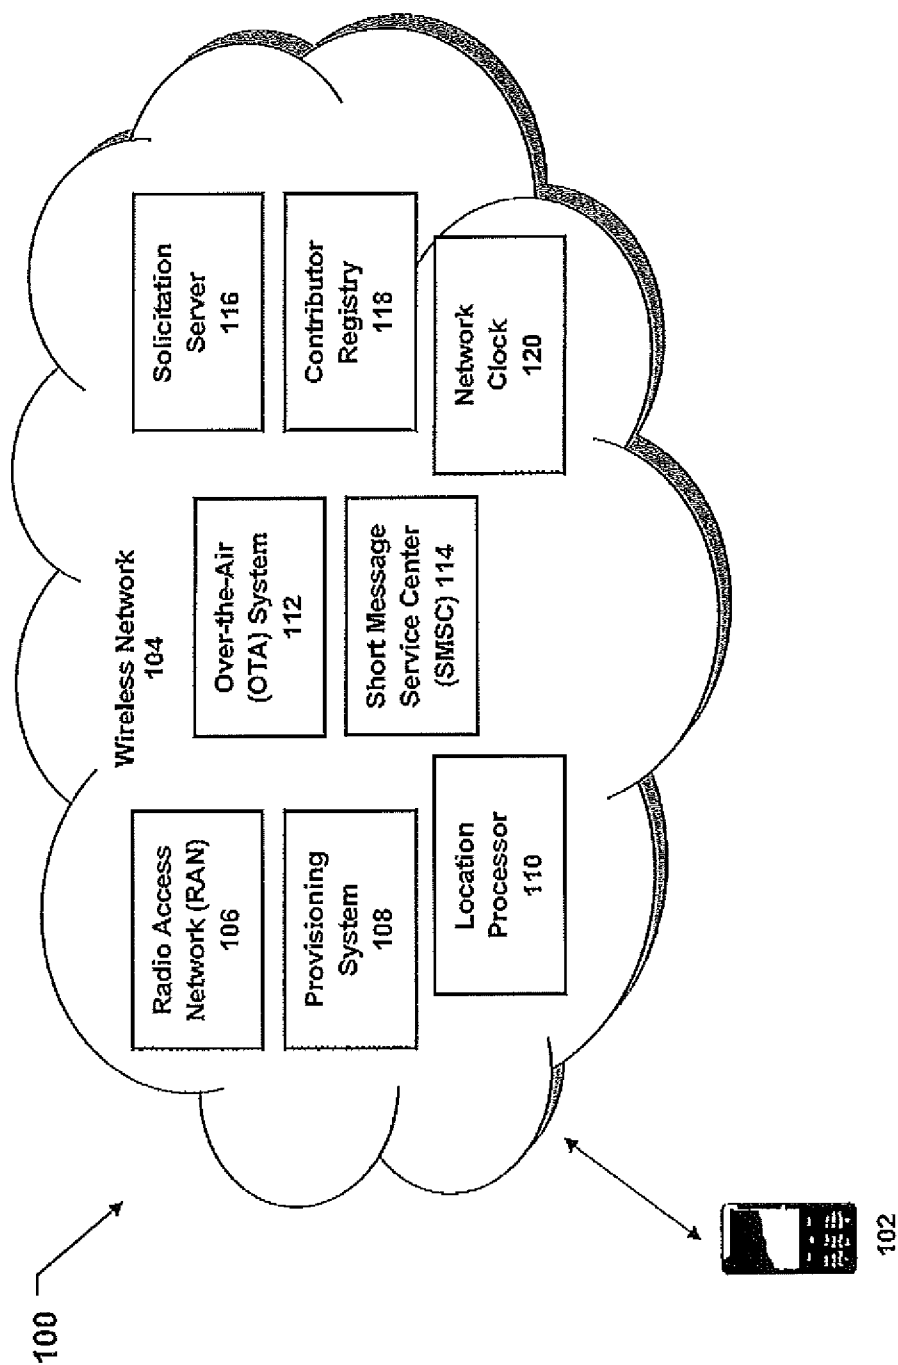 100
Wireless Network
104
Radio Access
Network (RAN)
106
Provisioning
System
108
Location
Processor
110
Over-the-Air
(OTA) System
112
Short Message
Service Center
(SMSC) 114
Solicitation
Server
116
Contributor
Registry
118
Network
Clock
120
102